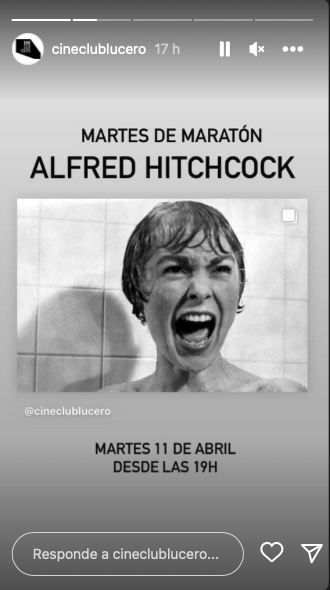 cineclublucero 17 h
MARTES DE MARATÓN
ALFRED HITCHCOCK
@cineclublucero
MARTES 11 DE ABRIL
DESDE LAS 19H
Responde a cineclublucero...